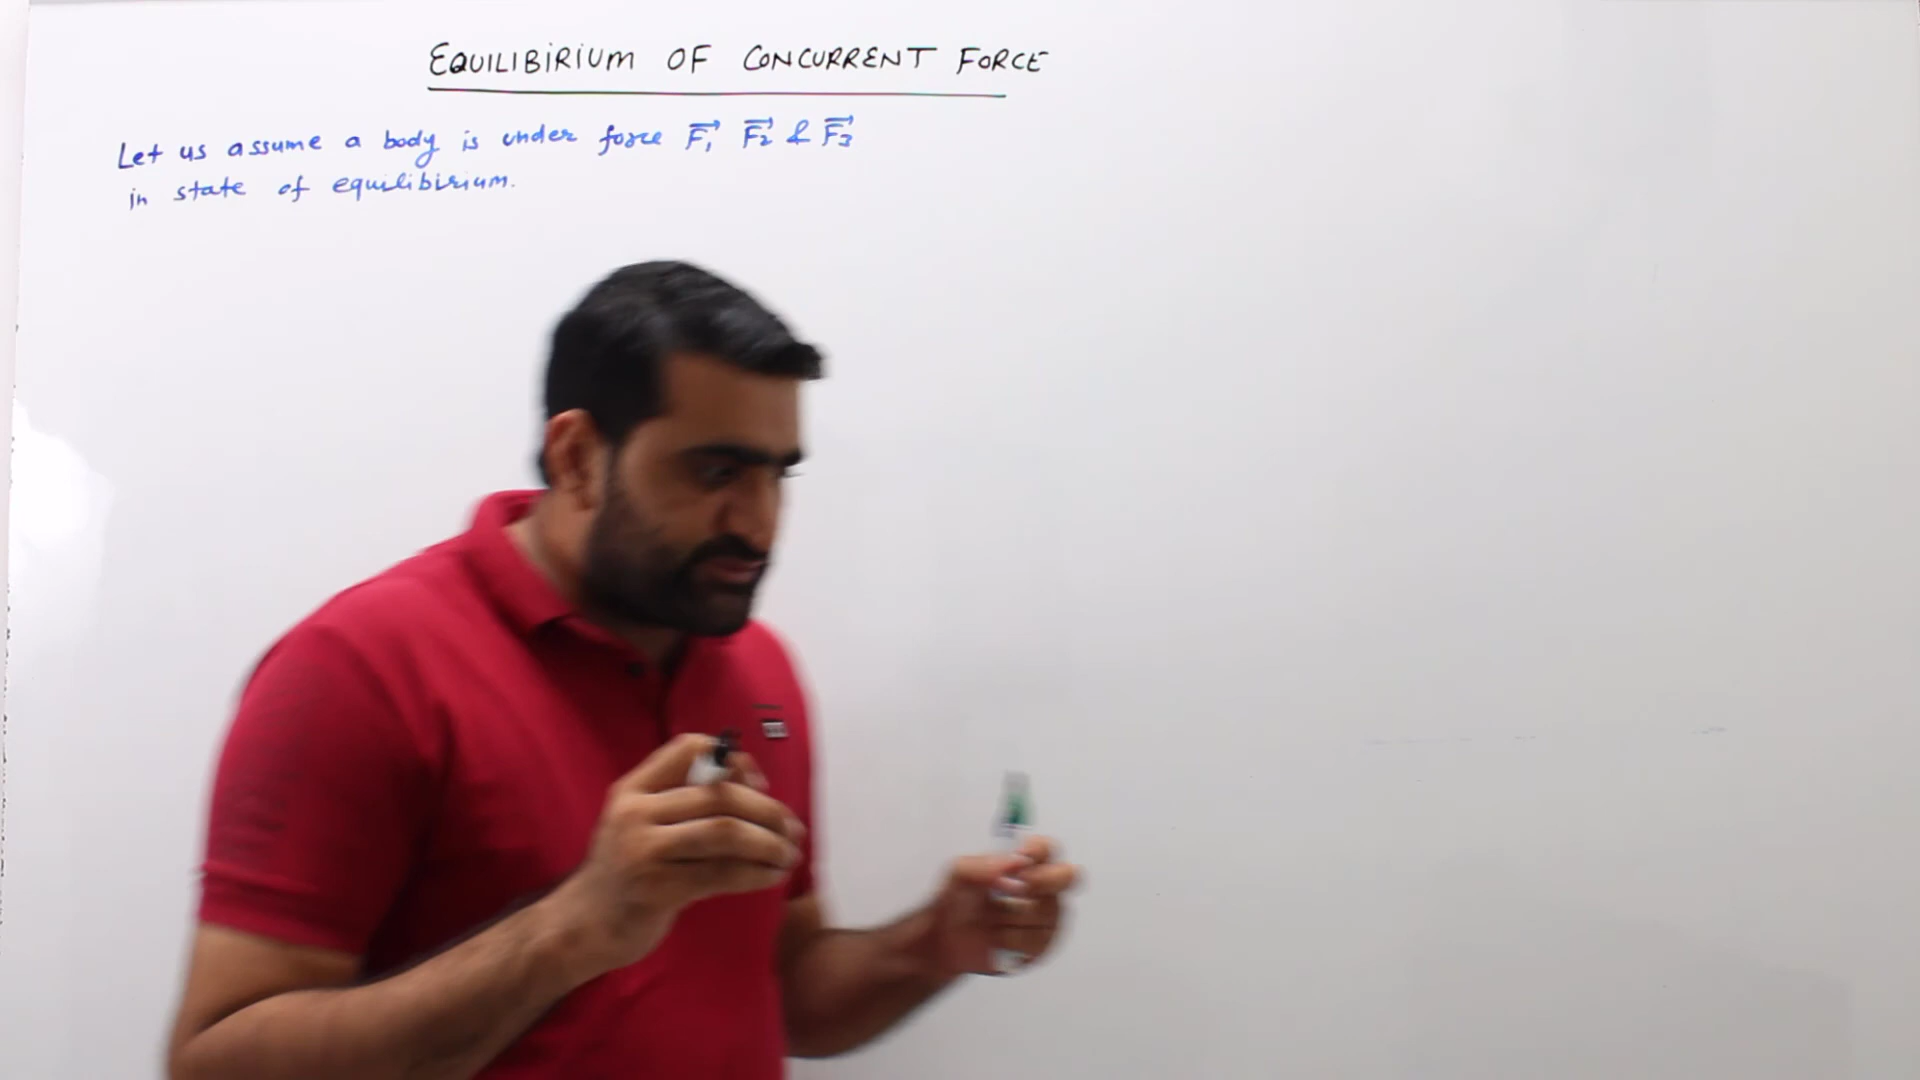 EQUILIBIRIUM OF CONCURRENT FORCE
Let us assume a body is under force F₁ F₂ & F₃
in state of equilibirium.